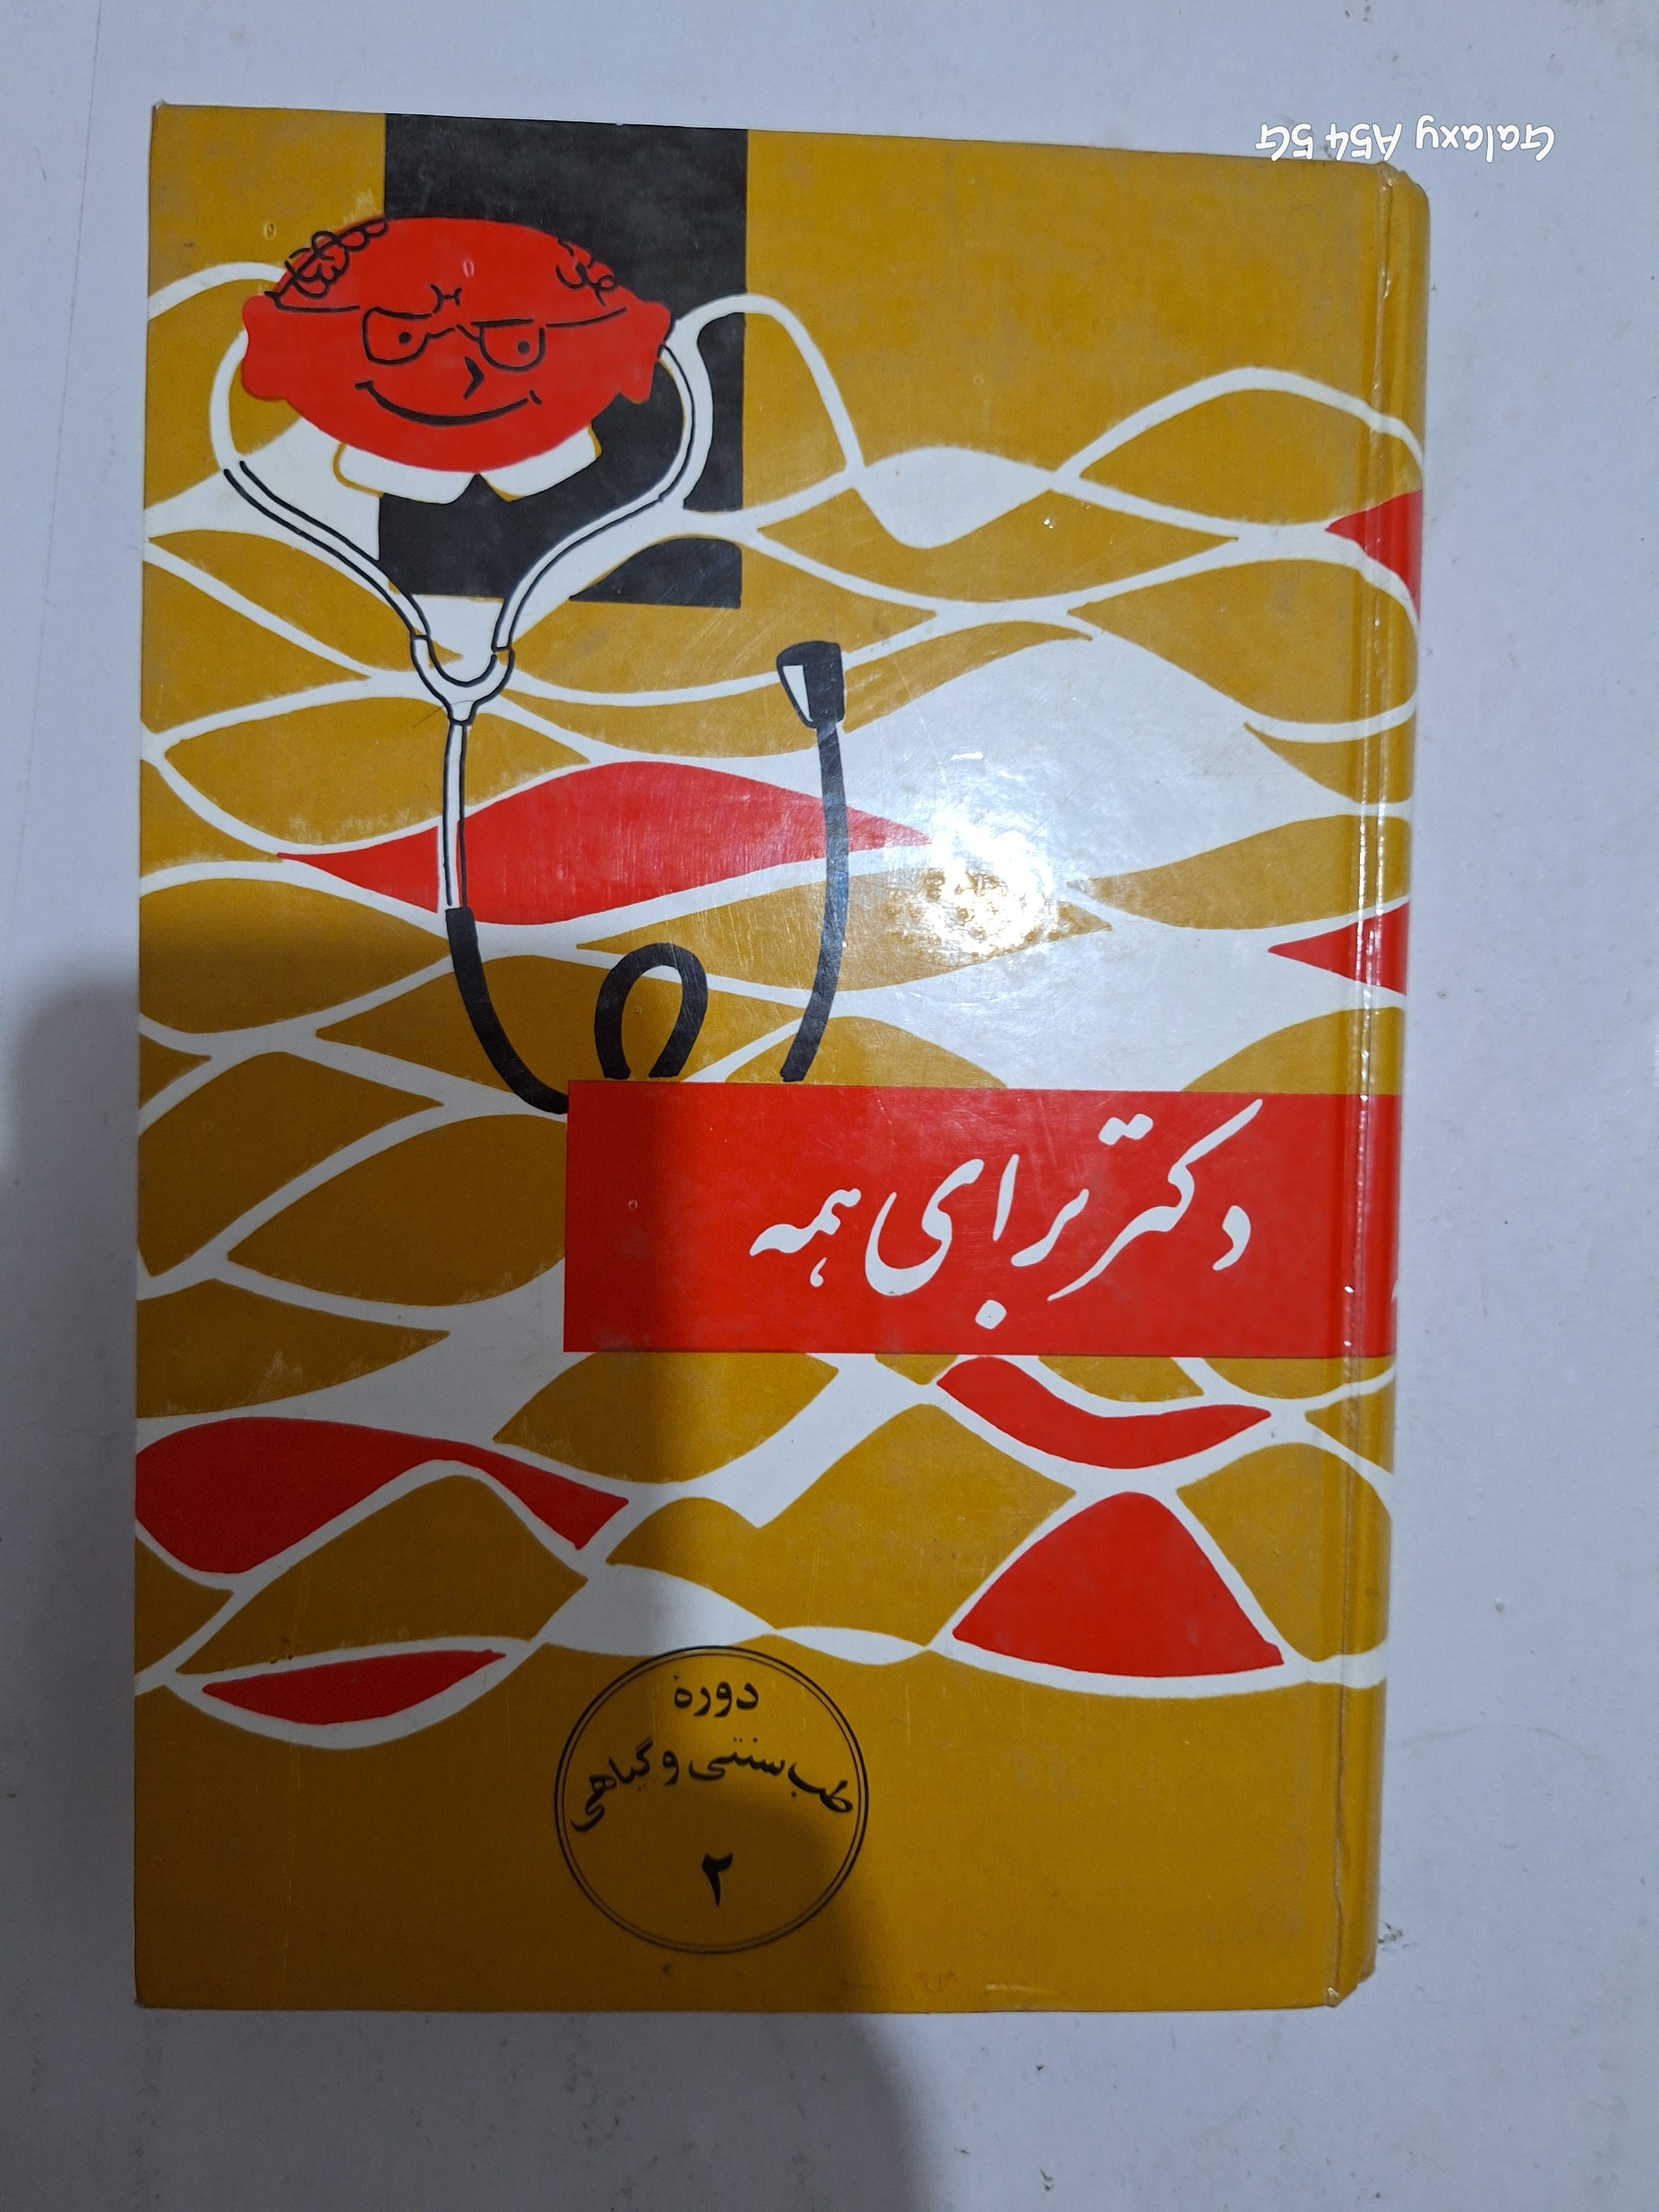 Galaxy A54 5G
دکتر برای همه
دورهٔ
طب سنتی و گیاهی
۲